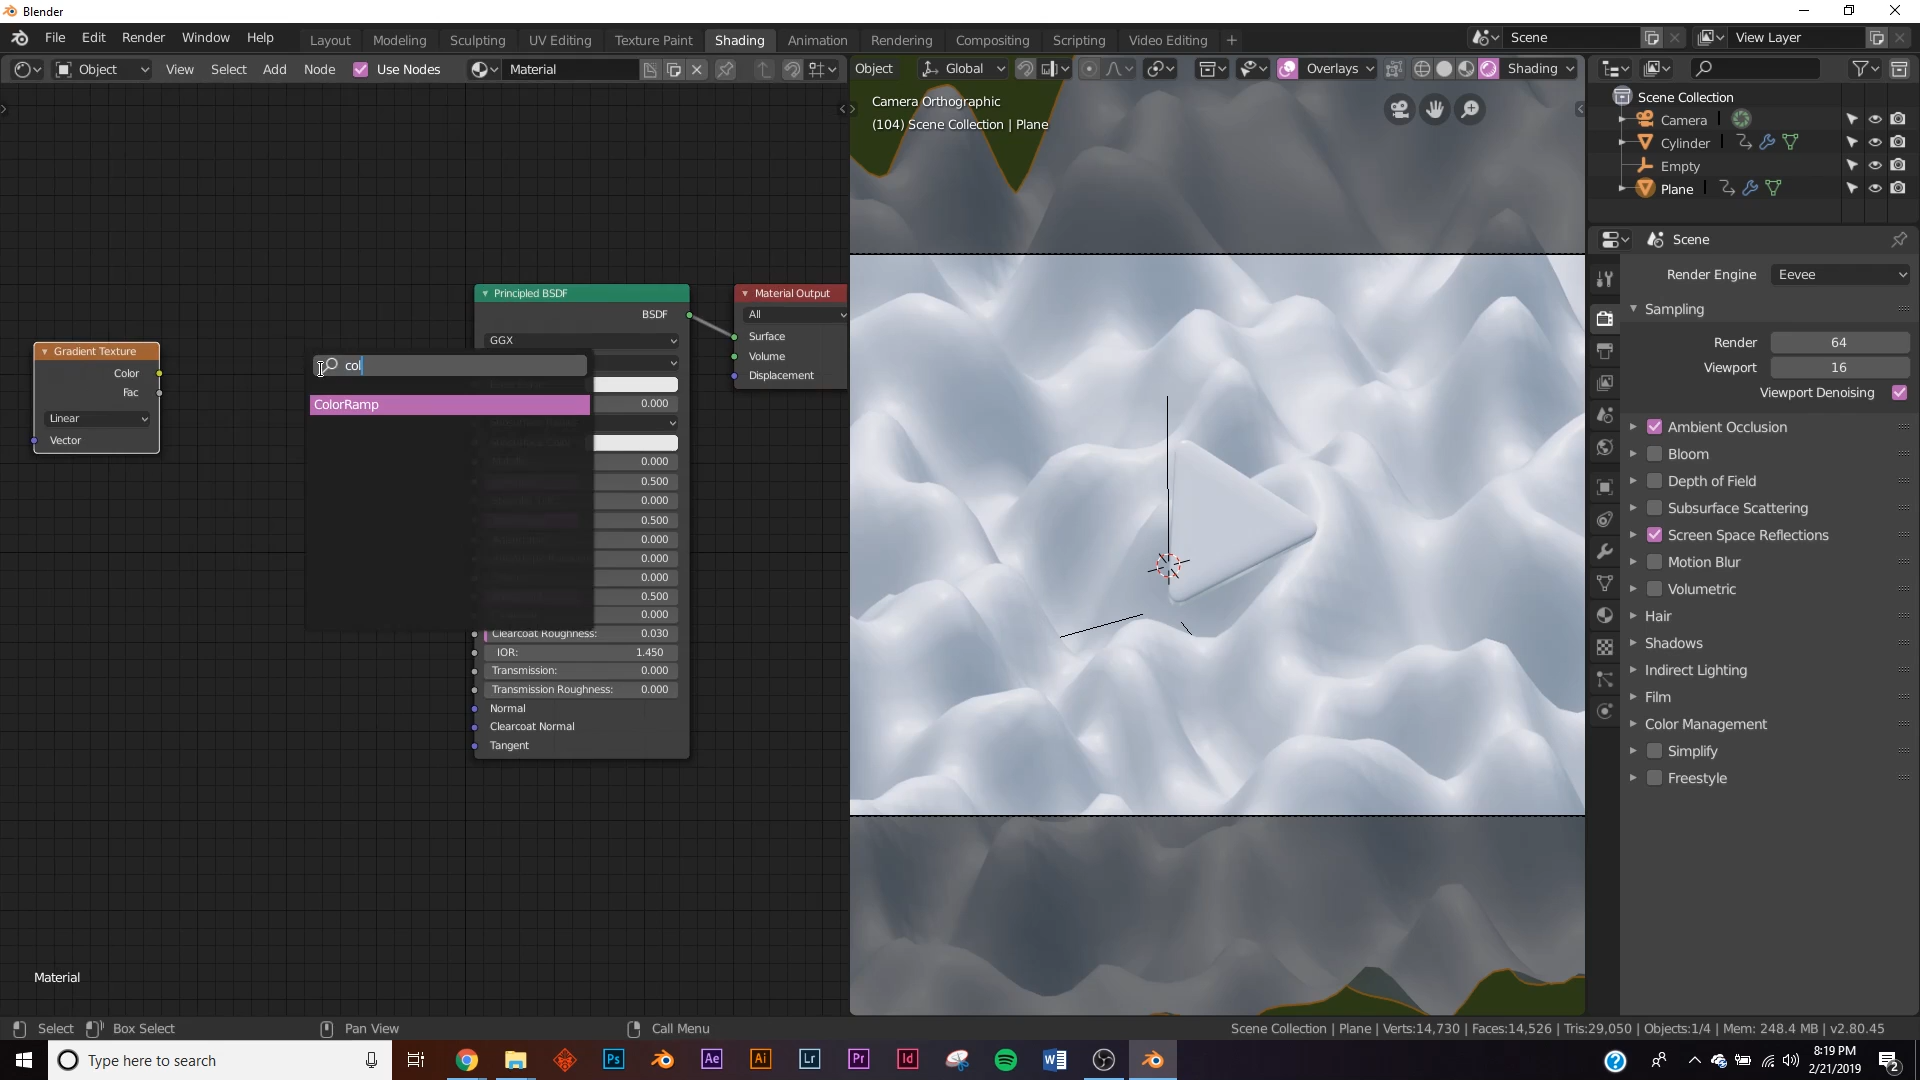 Blender
File Edit Render Window Help Layout Modeling Sculpting UV Editing Texture Paint Shading Animation Rendering Compositing Scripting Video Editing + Scene View Layer
Object View Select Add Node Use Nodes Material
Object Global Overlays Shading
Camera Orthographic
(104) Scene Collection | Plane
Gradient Texture
Color
Fac
Linear
Vector
col
ColorRamp
Principled BSDF
BSDF
GGX
0.000
0.000
0.500
0.000
0.500
0.000
0.000
0.000
0.500
0.000
Clearcoat Roughness: 0.030
IOR: 1.450
Transmission: 0.000
Transmission Roughness: 0.000
Normal
Clearcoat Normal
Tangent
Material Output
All
Surface
Volume
Displacement
Material
Scene Collection
Camera
Cylinder
Empty
Plane
Scene
Render Engine Eevee
Sampling
Render 64
Viewport 16
Viewport Denoising
Ambient Occlusion
Bloom
Depth of Field
Subsurface Scattering
Screen Space Reflections
Motion Blur
Volumetric
Hair
Shadows
Indirect Lighting
Film
Color Management
Simplify
Freestyle
Select Box Select Pan View Call Menu Scene Collection | Plane | Verts:14,730 | Faces:14,526 | Tris:29,050 | Objects:1/4 | Mem: 248.4 MB | v2.80.45
Type here to search
Ps Ae Ai Lr Pr Id
8:19 PM
2/21/2019
2